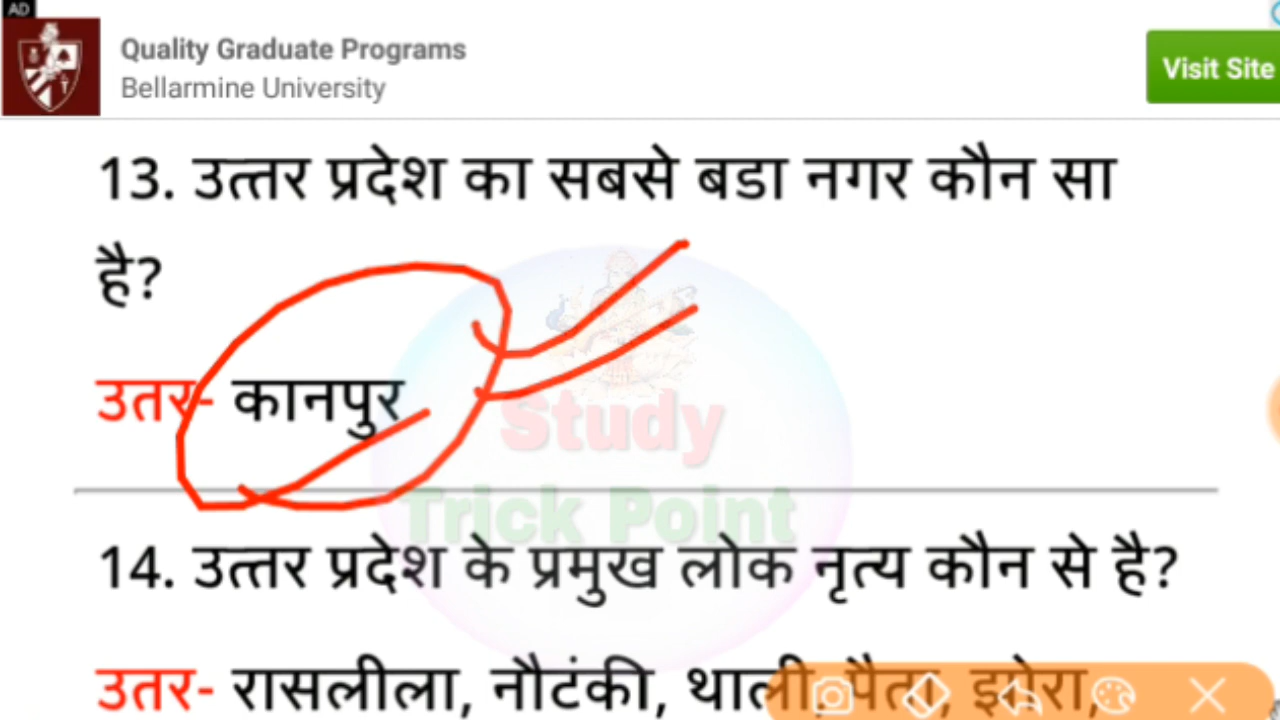 AD
Quality Graduate Programs
Bellarmine University
Visit Site
13. उत्तर प्रदेश का सबसे बडा नगर कौन सा
है?
उतर- कानपुर
Study
Trick Point
14. उत्तर प्रदेश के प्रमुख लोक नृत्य कौन से है?
उतर- रासलीला, नौटंकी, थाली, पैता,